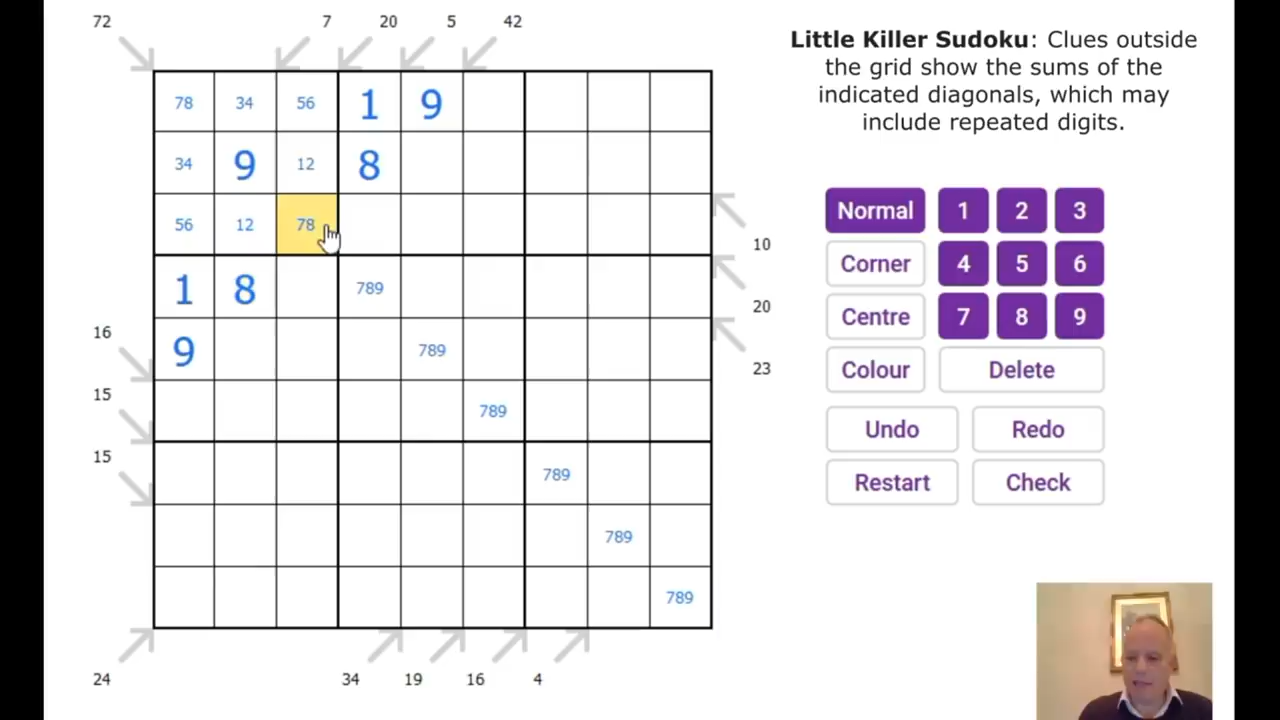 72 7 20 5 42
78 34 56 1 9
34 9 12 8
56 12 78
10
1 8 789
20
16 9 789
23
15 789
15 789
789
789
24 34 19 16 4
Little Killer Sudoku: Clues outside
the grid show the sums of the
indicated diagonals, which may
include repeated digits.
Normal 1 2 3
Corner 4 5 6
Centre 7 8 9
Colour Delete
Undo Redo
Restart Check